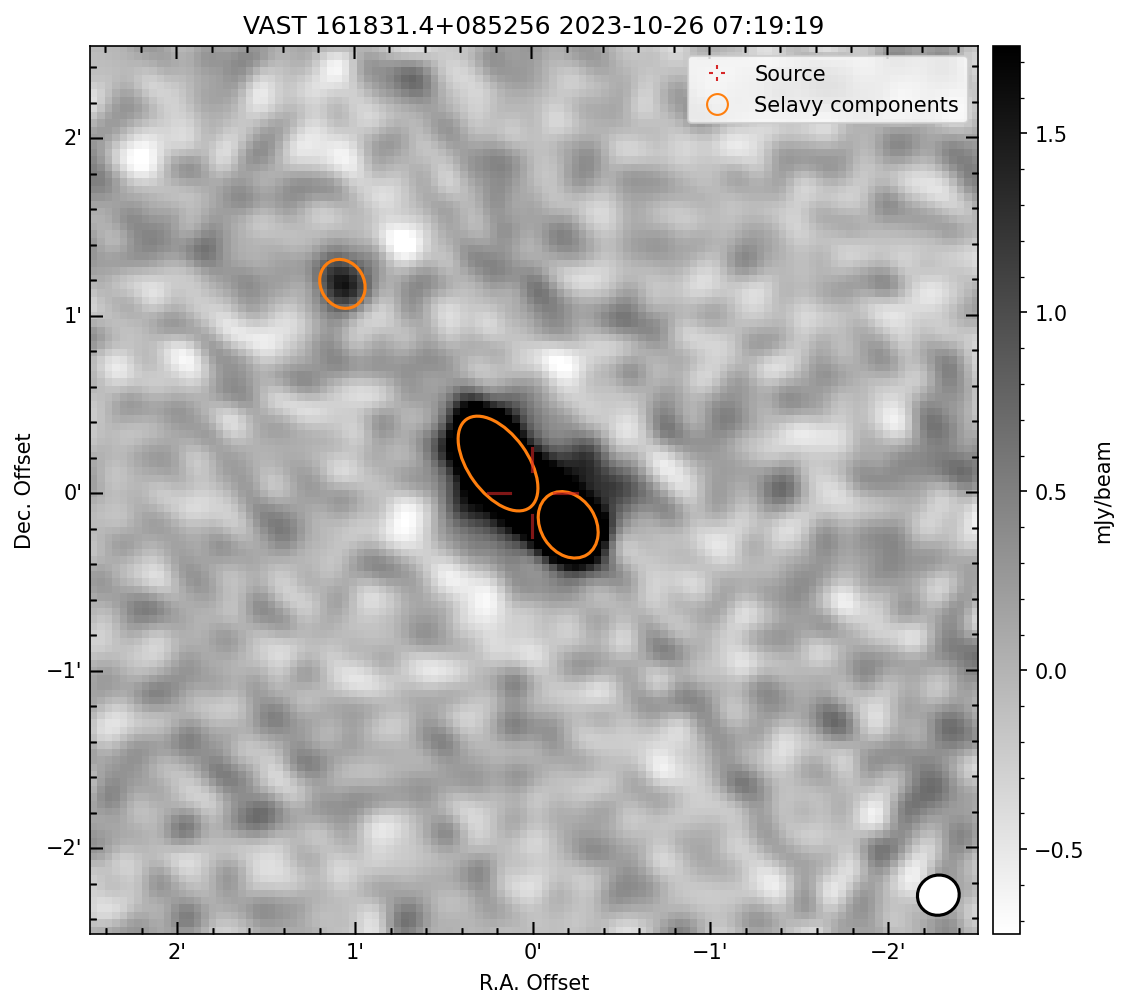 VAST 161831.4+085256 2023-10-26 07:19:19
Source
Selavy components
2'
1'
0'
−1'
−2'
Dec. Offset
2'
1'
0'
−1'
−2'
R.A. Offset
1.5
1.0
0.5
0.0
−0.5
mJy/beam